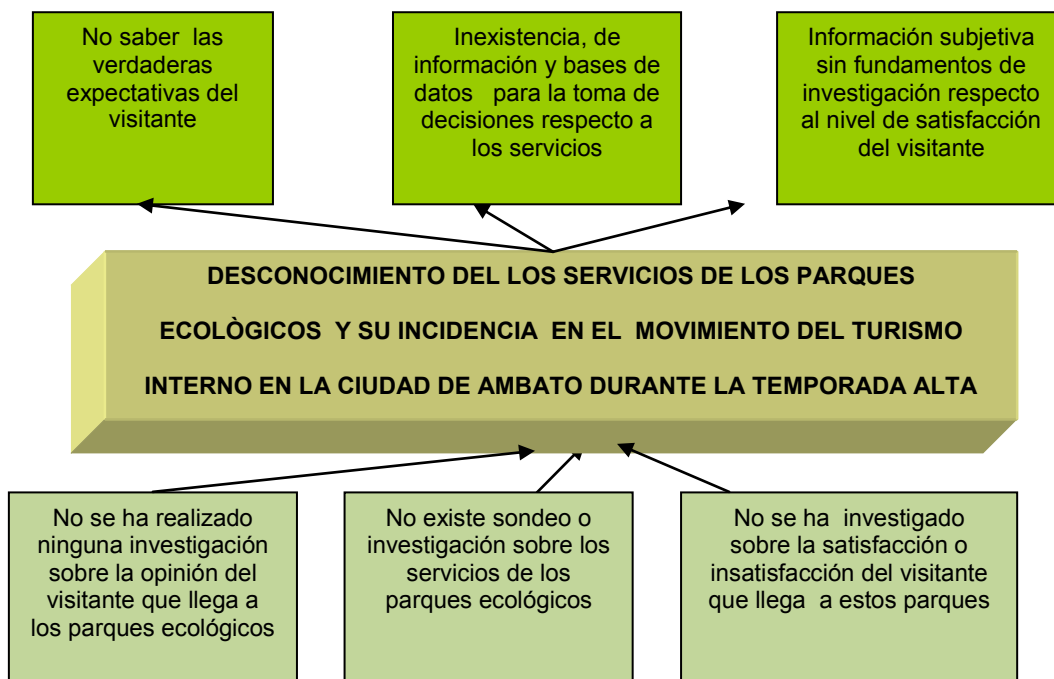 No saber las
verdaderas
expectativas del
visitante
Inexistencia, de
información y bases de
datos para la toma de
decisiones respecto a
los servicios
Información subjetiva
sin fundamentos de
investigación respecto
al nivel de satisfacción
del visitante
DESCONOCIMIENTO DEL LOS SERVICIOS DE LOS PARQUES
ECOLÒGICOS Y SU INCIDENCIA EN EL MOVIMIENTO DEL TURISMO
INTERNO EN LA CIUDAD DE AMBATO DURANTE LA TEMPORADA ALTA
No se ha realizado
ninguna investigación
sobre la opinión del
visitante que llega a
los parques ecológicos
No existe sondeo o
investigación sobre los
servicios de los
parques ecológicos
No se ha investigado
sobre la satisfacción o
insatisfacción del visitante
que llega a estos parques